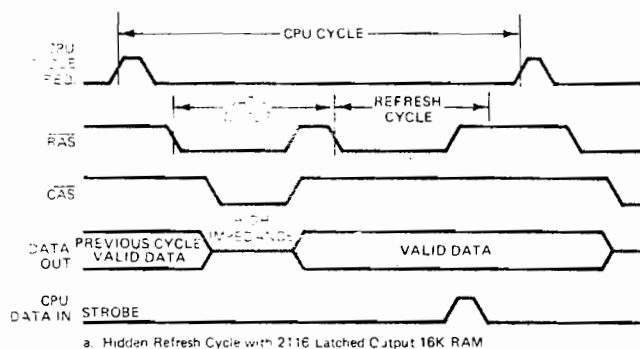 CPU CYCLE
CPU
REFRESH
CYCLE
RAS
CAS
HIGH
IMPEDANCE
PREVIOUS CYCLE
VALID DATA
DATA
OUT
VALID DATA
CPU
DATA IN
STROBE
a. Hidden Refresh Cycle with 2116 Latched Output 16K RAM